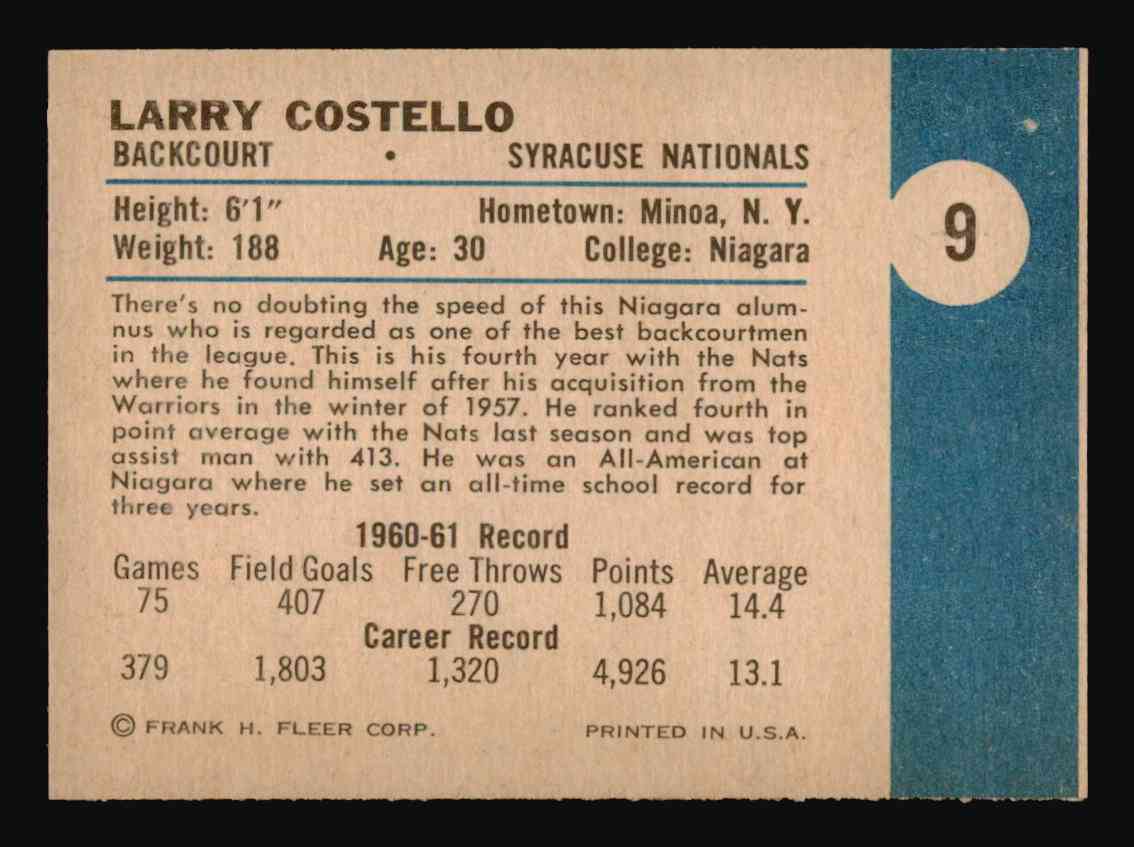 LARRY COSTELLO
BACKCOURT • SYRACUSE NATIONALS
Height: 6'1" Hometown: Minoa, N. Y.
Weight: 188 Age: 30 College: Niagara
9
There's no doubting the speed of this Niagara alum-
nus who is regarded as one of the best backcourtmen
in the league. This is his fourth year with the Nats
where he found himself after his acquisition from the
Warriors in the winter of 1957. He ranked fourth in
point average with the Nats last season and was top
assist man with 413. He was an All-American at
Niagara where he set an all-time school record for
three years.
1960-61 Record
Games Field Goals Free Throws Points Average
75 407 270 1,084 14.4
Career Record
379 1,803 1,320 4,926 13.1
© FRANK H. FLEER CORP. PRINTED IN U.S.A.